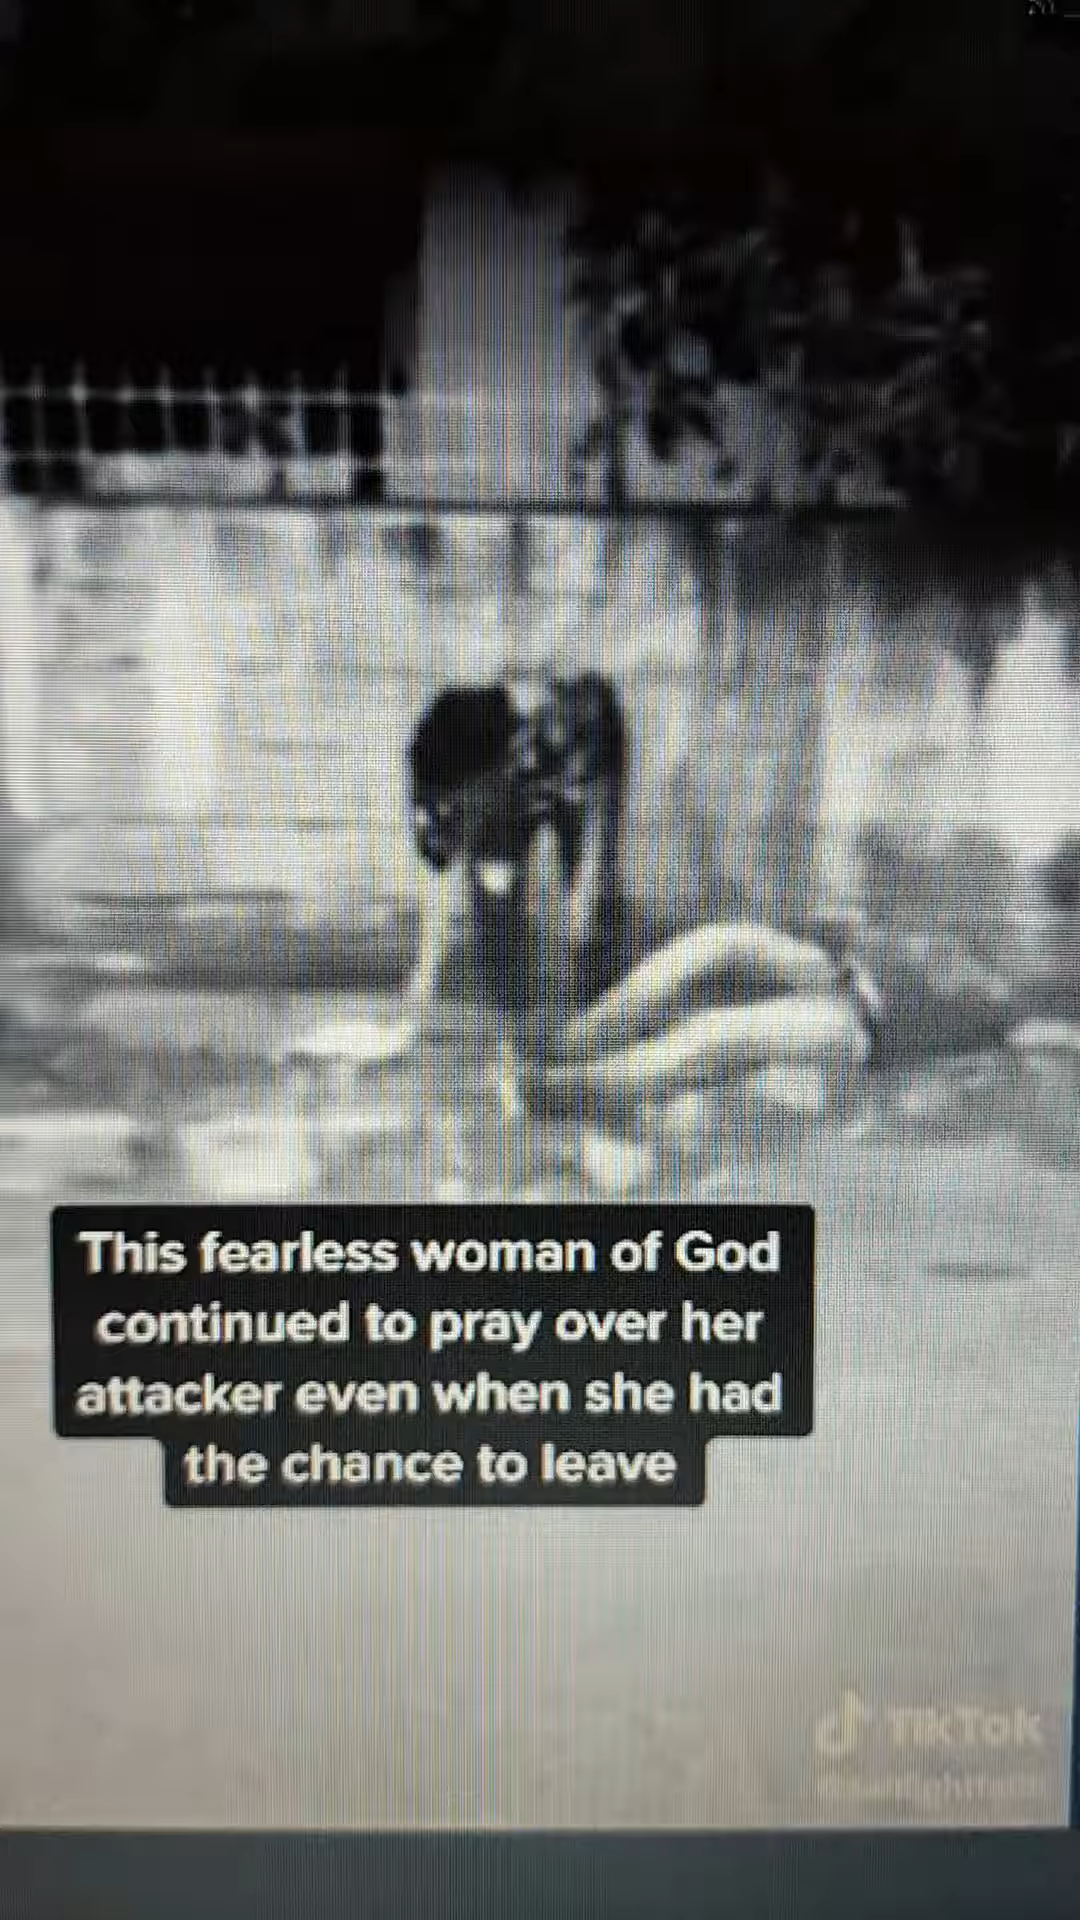 This fearless woman of God
continued to pray over her
attacker even when she had
the chance to leave
TikTok